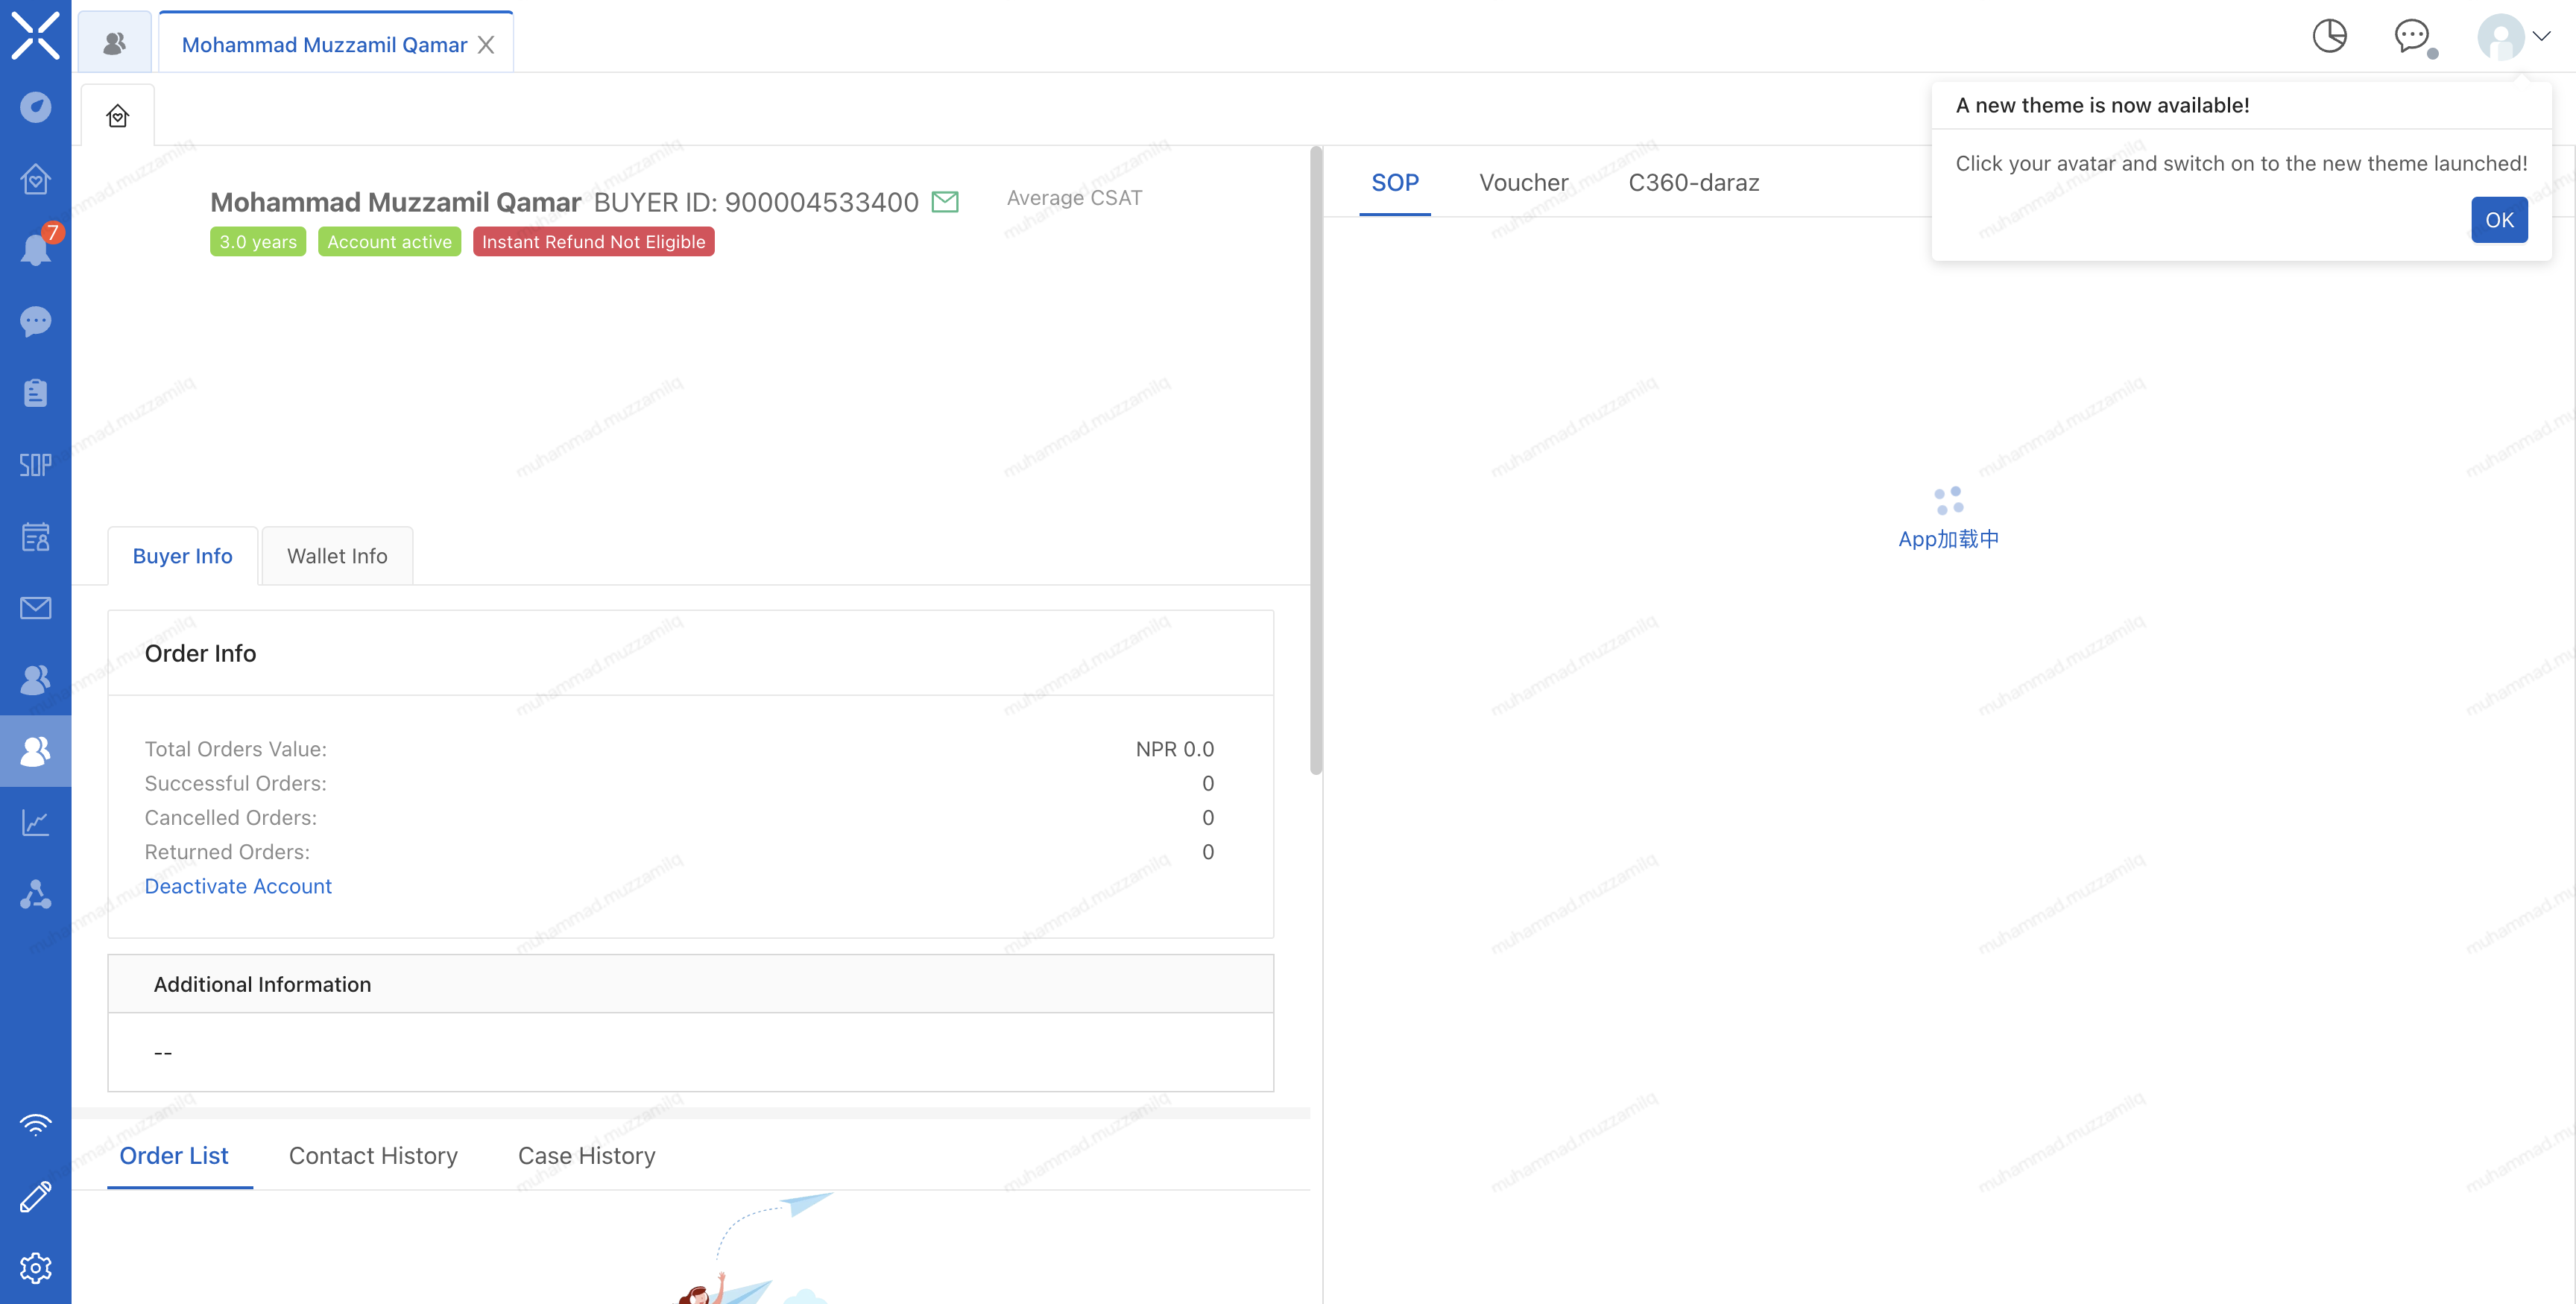 Mohammad Muzzamil Qamar
A new theme is now available!
Click your avatar and switch on to the new theme launched!
OK
7
SOP
Mohammad Muzzamil Qamar BUYER ID: 900004533400
Average CSAT
3.0 years Account active Instant Refund Not Eligible
SOP Voucher C360-daraz
App加载中
Buyer Info Wallet Info
Order Info
Total Orders Value: NPR 0.0
Successful Orders: 0
Cancelled Orders: 0
Returned Orders: 0
Deactivate Account
Additional Information
--
Order List Contact History Case History
muhammad.muzzamilq